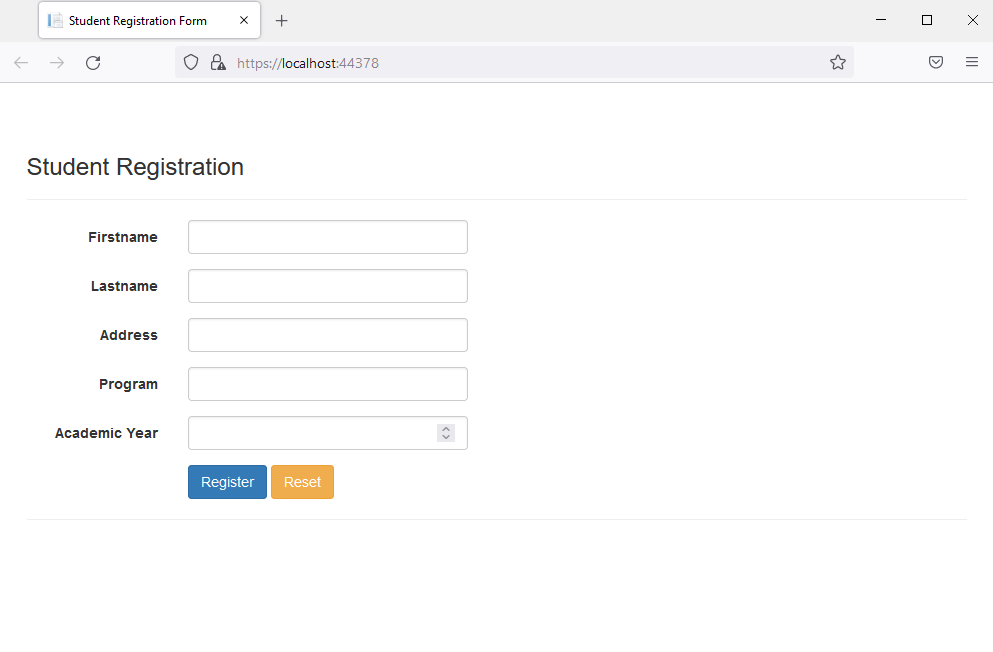 Student Registration Form
https://localhost:44378
Student Registration
Firstname
Lastname
Address
Program
Academic Year
Register Reset